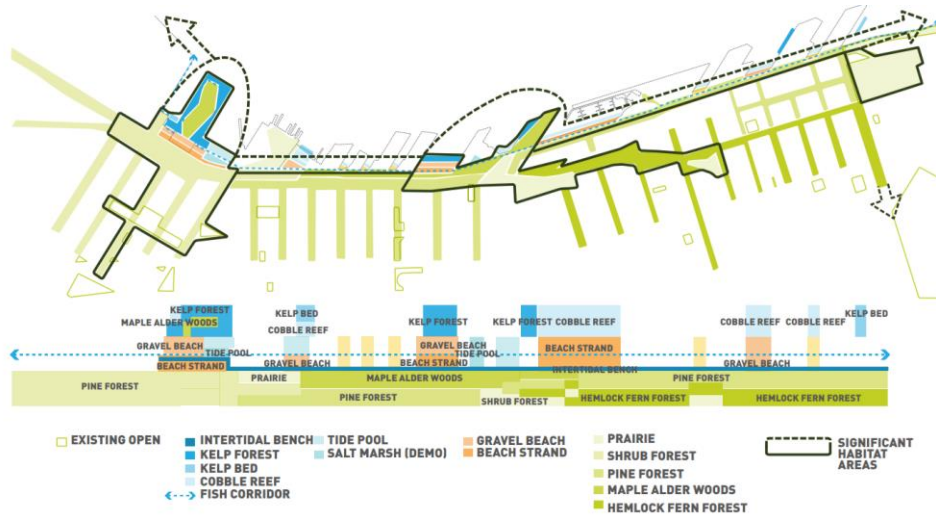 KELP FOREST
KELP BED
MAPLE ALDER WOODS
COBBLE REEF
KELP FOREST
KELP FOREST
COBBLE REEF
COBBLE REEF
COBBLE REEF
KELP BED
GRAVEL BEACH
TIDE POOL
BEACH STRAND
GRAVEL BEACH
GRAVEL BEACH
TIDE POOL
BEACH STRAND
BEACH STRAND
INTERTIDAL BENCH
GRAVEL BEACH
PINE FOREST
PRAIRIE
MAPLE ALDER WOODS
PINE FOREST
PINE FOREST
SHRUB FOREST
HEMLOCK FERN FOREST
HEMLOCK FERN FOREST
EXISTING OPEN
INTERTIDAL BENCH
KELP FOREST
KELP BED
COBBLE REEF
FISH CORRIDOR
TIDE POOL
SALT MARSH (DEMO)
GRAVEL BEACH
BEACH STRAND
PRAIRIE
SHRUB FOREST
PINE FOREST
MAPLE ALDER WOODS
HEMLOCK FERN FOREST
SIGNIFICANT
HABITAT
AREAS